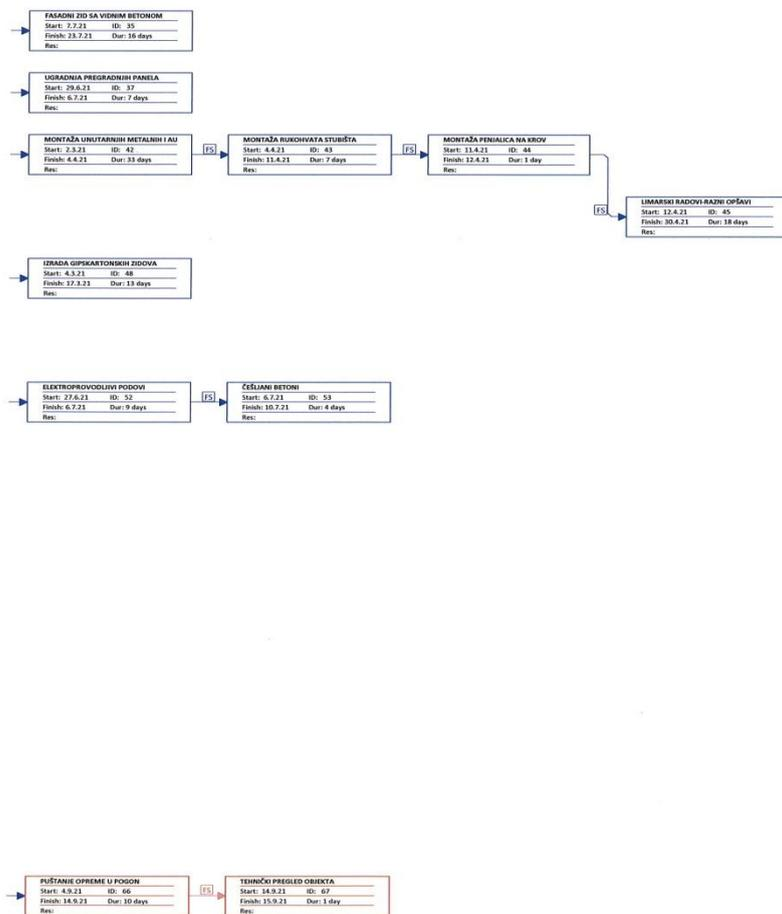 FASADNI ZID SA VIDNIM BETONOM
Start: 7.7.21 ID: 35
Finish: 23.7.21 Dur: 16 days
Res:
UGRADNJA PREGRADNJIH PANELA
Start: 29.6.21 ID: 37
Finish: 6.7.21 Dur: 7 days
Res:
MONTAŽA UNUTARNJIH METALNIH I AU
Start: 2.3.21 ID: 42
Finish: 4.4.21 Dur: 33 days
Res:
FS
MONTAŽA RUKOHVATA STUBIŠTA
Start: 4.4.21 ID: 43
Finish: 11.4.21 Dur: 7 days
Res:
FS
MONTAŽA PENJALICA NA KROV
Start: 11.4.21 ID: 44
Finish: 12.4.21 Dur: 1 day
Res:
FS
LIMARSKI RADOVI-RAZNI OPŠAVI
Start: 12.4.21 ID: 45
Finish: 30.4.21 Dur: 18 days
Res:
IZRADA GIPSKARTONSKIH ZIDOVA
Start: 4.3.21 ID: 48
Finish: 17.3.21 Dur: 13 days
Res:
ELEKTROPROVODLJIVI PODOVI
Start: 27.6.21 ID: 52
Finish: 6.7.21 Dur: 9 days
Res:
FS
ČEŠLJANI BETONI
Start: 6.7.21 ID: 53
Finish: 10.7.21 Dur: 4 days
Res:
PUŠTANJE OPREME U POGON
Start: 4.9.21 ID: 66
Finish: 14.9.21 Dur: 10 days
Res:
FS
TEHNIČKI PREGLED OBJEKTA
Start: 14.9.21 ID: 67
Finish: 15.9.21 Dur: 1 day
Res: